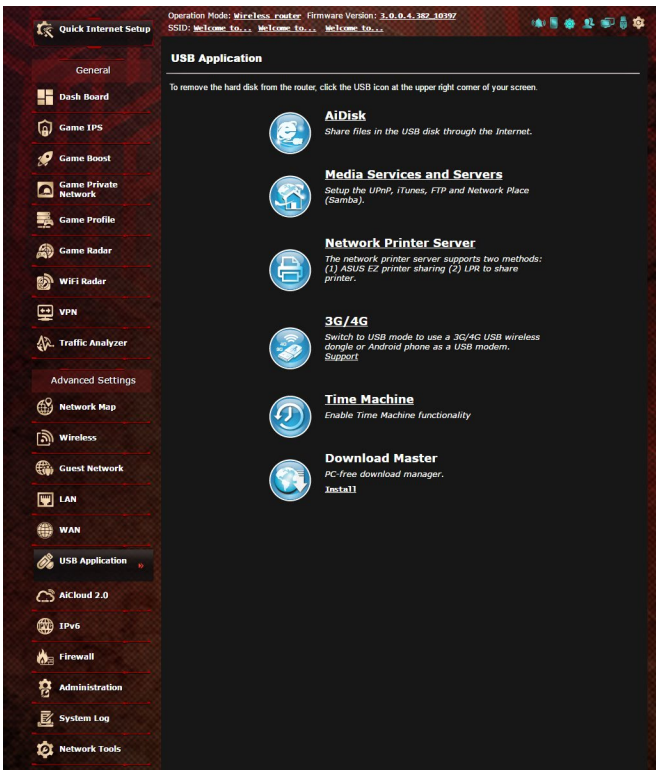 Quick Internet Setup
Operation Mode: Wireless router Firmware Version: 3.0.0.4.382_10397
SSID: Welcome to... Welcome to... Welcome to...
General
Dash Board
Game IPS
Game Boost
Game Private
Network
Game Profile
Game Radar
WiFi Radar
VPN
Traffic Analyzer
Advanced Settings
Network Map
Wireless
Guest Network
LAN
WAN
USB Application
AiCloud 2.0
IPv6
Firewall
Administration
System Log
Network Tools
USB Application
To remove the hard disk from the router, click the USB icon at the upper right corner of your screen.
AiDisk
Share files in the USB disk through the Internet.
Media Services and Servers
Setup the UPnP, iTunes, FTP and Network Place
(Samba).
Network Printer Server
The network printer server supports two methods:
(1) ASUS EZ printer sharing (2) LPR to share
printer.
3G/4G
Switch to USB mode to use a 3G/4G USB wireless
dongle or Android phone as a USB modem.
Support
Time Machine
Enable Time Machine functionality
Download Master
PC-free download manager.
Install